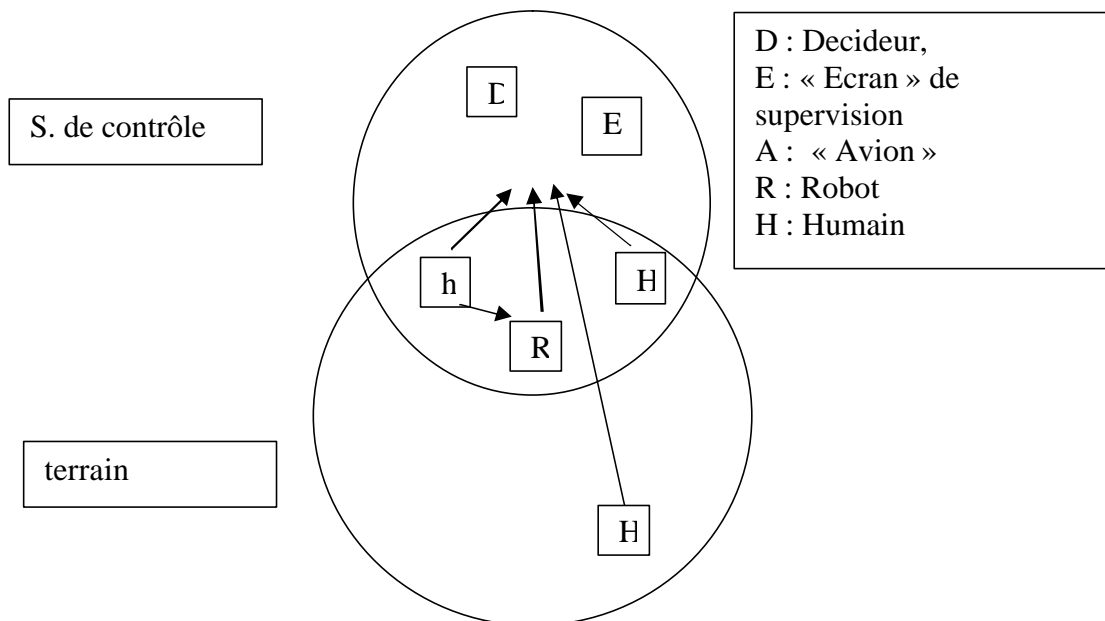 D : Decideur,
E : « Ecran » de
supervision
A : « Avion »
R : Robot
H : Humain
S. de contrôle
D
E
h
H
R
terrain
H